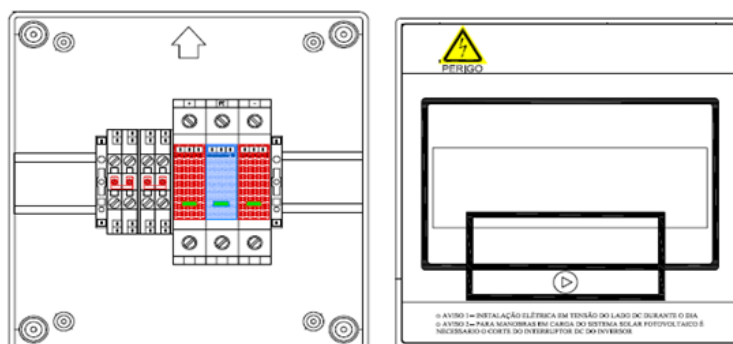 + PE -
PERIGO
⊙ AVISO 1— INSTALAÇÃO ELÉTRICA EM TENSÃO DO LADO DC DURANTE O DIA
⊙ AVISO 2— PARA MANOBRAS EM CARGA DO SISTEMA SOLAR FOTOVOLTAICO É
NECESSÁRIO O CORTE DO INTERRUPTOR DC DO INVERSOR